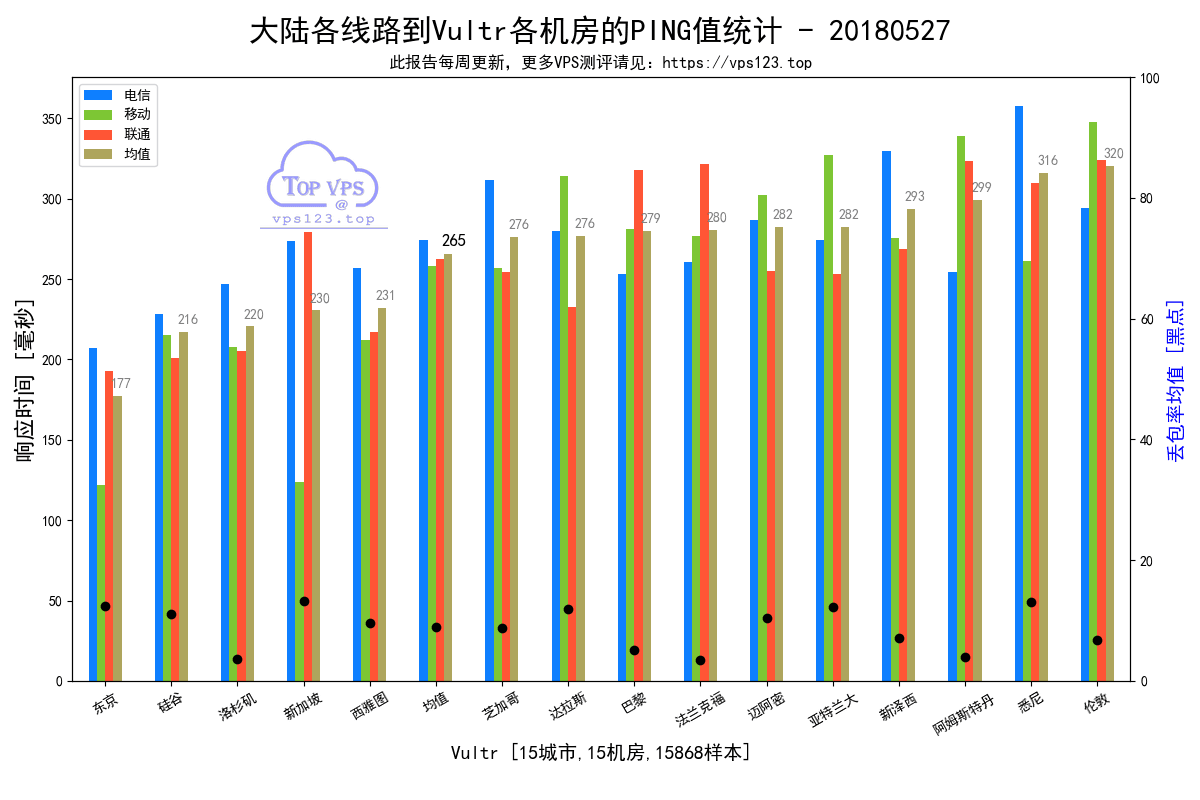 大陆各线路到Vultr各机房的PING值统计 - 20180527
此报告每周更新，更多VPS测评请见：https://vps123.top
电信
移动
联通
均值
TOP VPS
@
vps123.top
响应时间 [毫秒]
350
300
250
200
150
100
50
0
177
216
220
230
231
265
276
276
279
280
282
282
293
299
316
320
100
80
60
40
20
0
丢包率均值 [黑点]
东京
硅谷
洛杉矶
新加坡
西雅图
均值
芝加哥
达拉斯
巴黎
法兰克福
迈阿密
亚特兰大
新泽西
阿姆斯特丹
悉尼
伦敦
Vultr [15城市,15机房,15868样本]